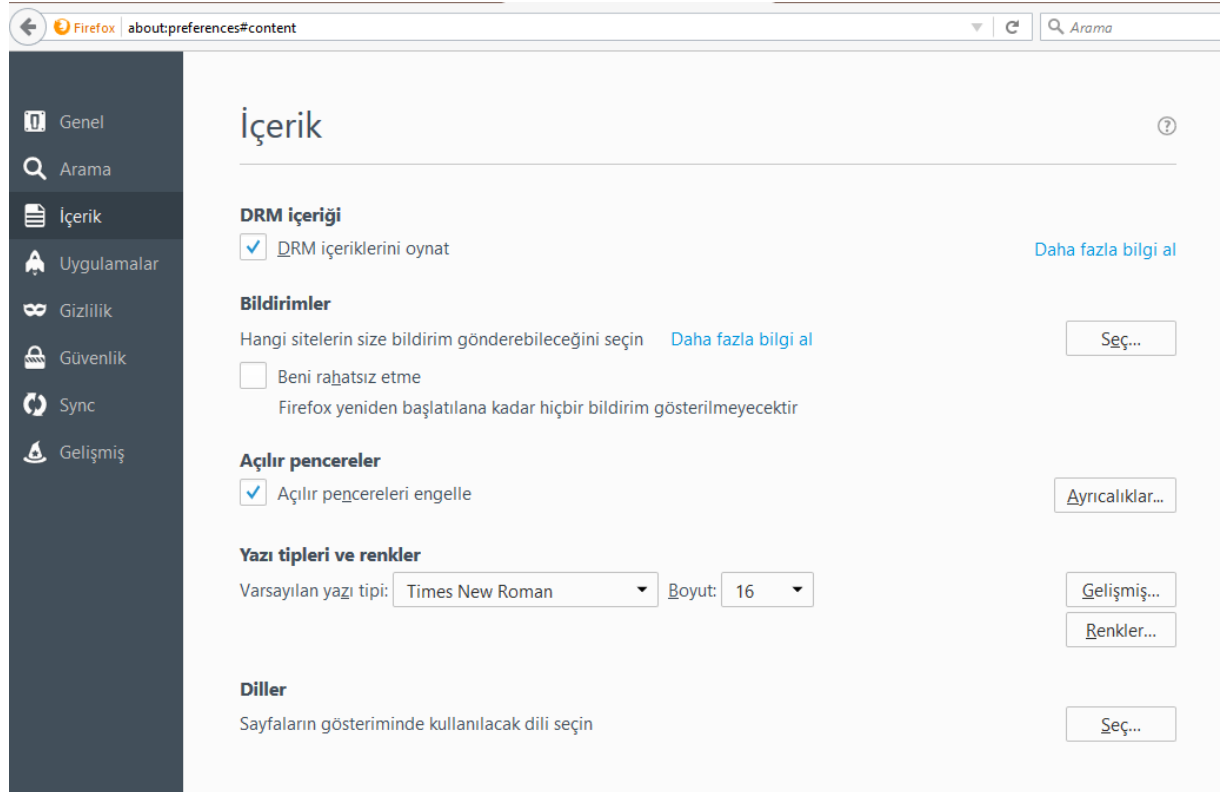 Firefox about:preferences#content Arama
Genel
Arama
İçerik
Uygulamalar
Gizlilik
Güvenlik
Sync
Gelişmiş
İçerik ?
DRM içeriği
DRM içeriklerini oynat Daha fazla bilgi al
Bildirimler
Hangi sitelerin size bildirim gönderebileceğini seçin Daha fazla bilgi al Seç...
Beni rahatsız etme
Firefox yeniden başlatılana kadar hiçbir bildirim gösterilmeyecektir
Açılır pencereler
Açılır pencereleri engelle Ayrıcalıklar...
Yazı tipleri ve renkler
Varsayılan yazı tipi: Times New Roman Boyut: 16 Gelişmiş...
Renkler...
Diller
Sayfaların gösteriminde kullanılacak dili seçin Seç...